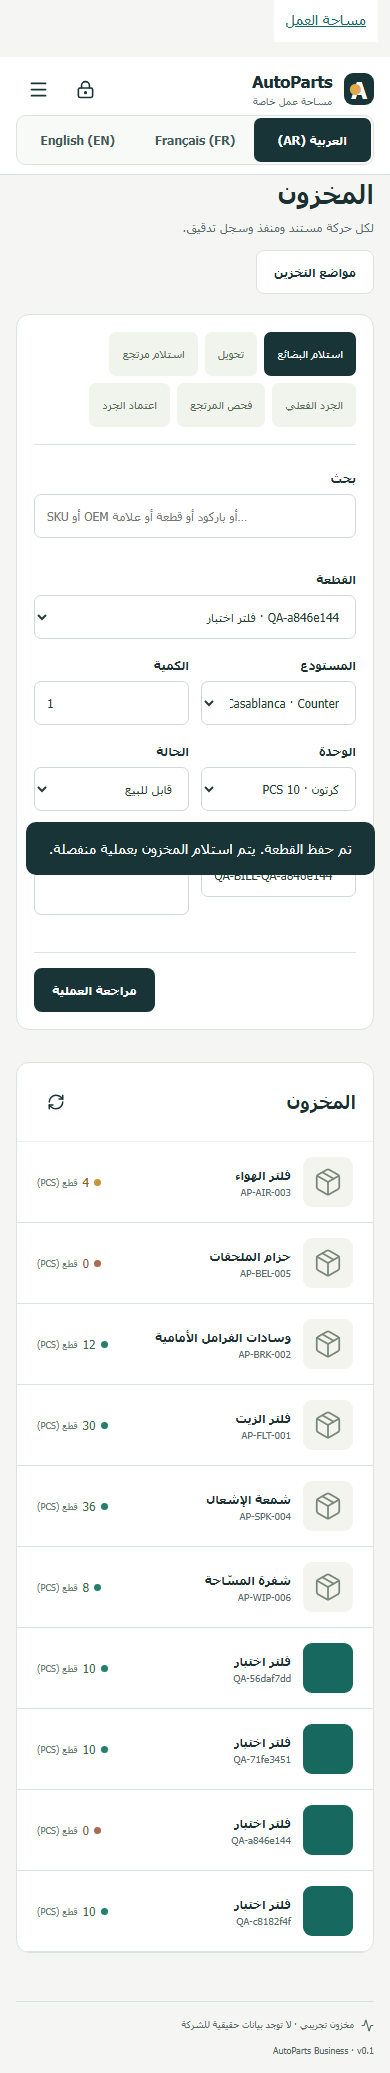 مساحة العمل
AutoParts
مساحة عمل خاصة
العربية (AR) Français (FR) English (EN)
المخزون
لكل حركة مستند ومنفذ وسجل تدقيق.
مواضع التخزين
استلام البضائع تحويل استلام مرتجع
الجرد الفعلي فحص المرتجع اعتماد الجرد
بحث
SKU أو OEM أو باركود أو قطعة أو علامة...
القطعة
QA-a846e144 · فلتر اختبار
المستودع الكمية
Casablanca · Counter 1
الوحدة الحالة
كرتون · 10 PCS قابل للبيع
تم حفظ القطعة. يتم استلام المخزون بعملية منفصلة.
QA-BILL-QA-a846e144
مراجعة العملية
المخزون
فلتر الهواء 4 قطع (PCS)
AP-AIR-003
حزام الملحقات 0 قطع (PCS)
AP-BEL-005
وسادات الفرامل الأمامية 12 قطع (PCS)
AP-BRK-002
فلتر الزيت 30 قطع (PCS)
AP-FLT-001
شمعة الإشعال 36 قطع (PCS)
AP-SPK-004
شفرة المسّاحة 8 قطع (PCS)
AP-WIP-006
فلتر اختبار 10 قطع (PCS)
QA-56daf7dd
فلتر اختبار 10 قطع (PCS)
QA-71fe3451
فلتر اختبار 0 قطع (PCS)
QA-a846e144
فلتر اختبار 10 قطع (PCS)
QA-c8182f4f
مخزون تجريبي · لا توجد بيانات حقيقية للشركة
AutoParts Business · v0.1